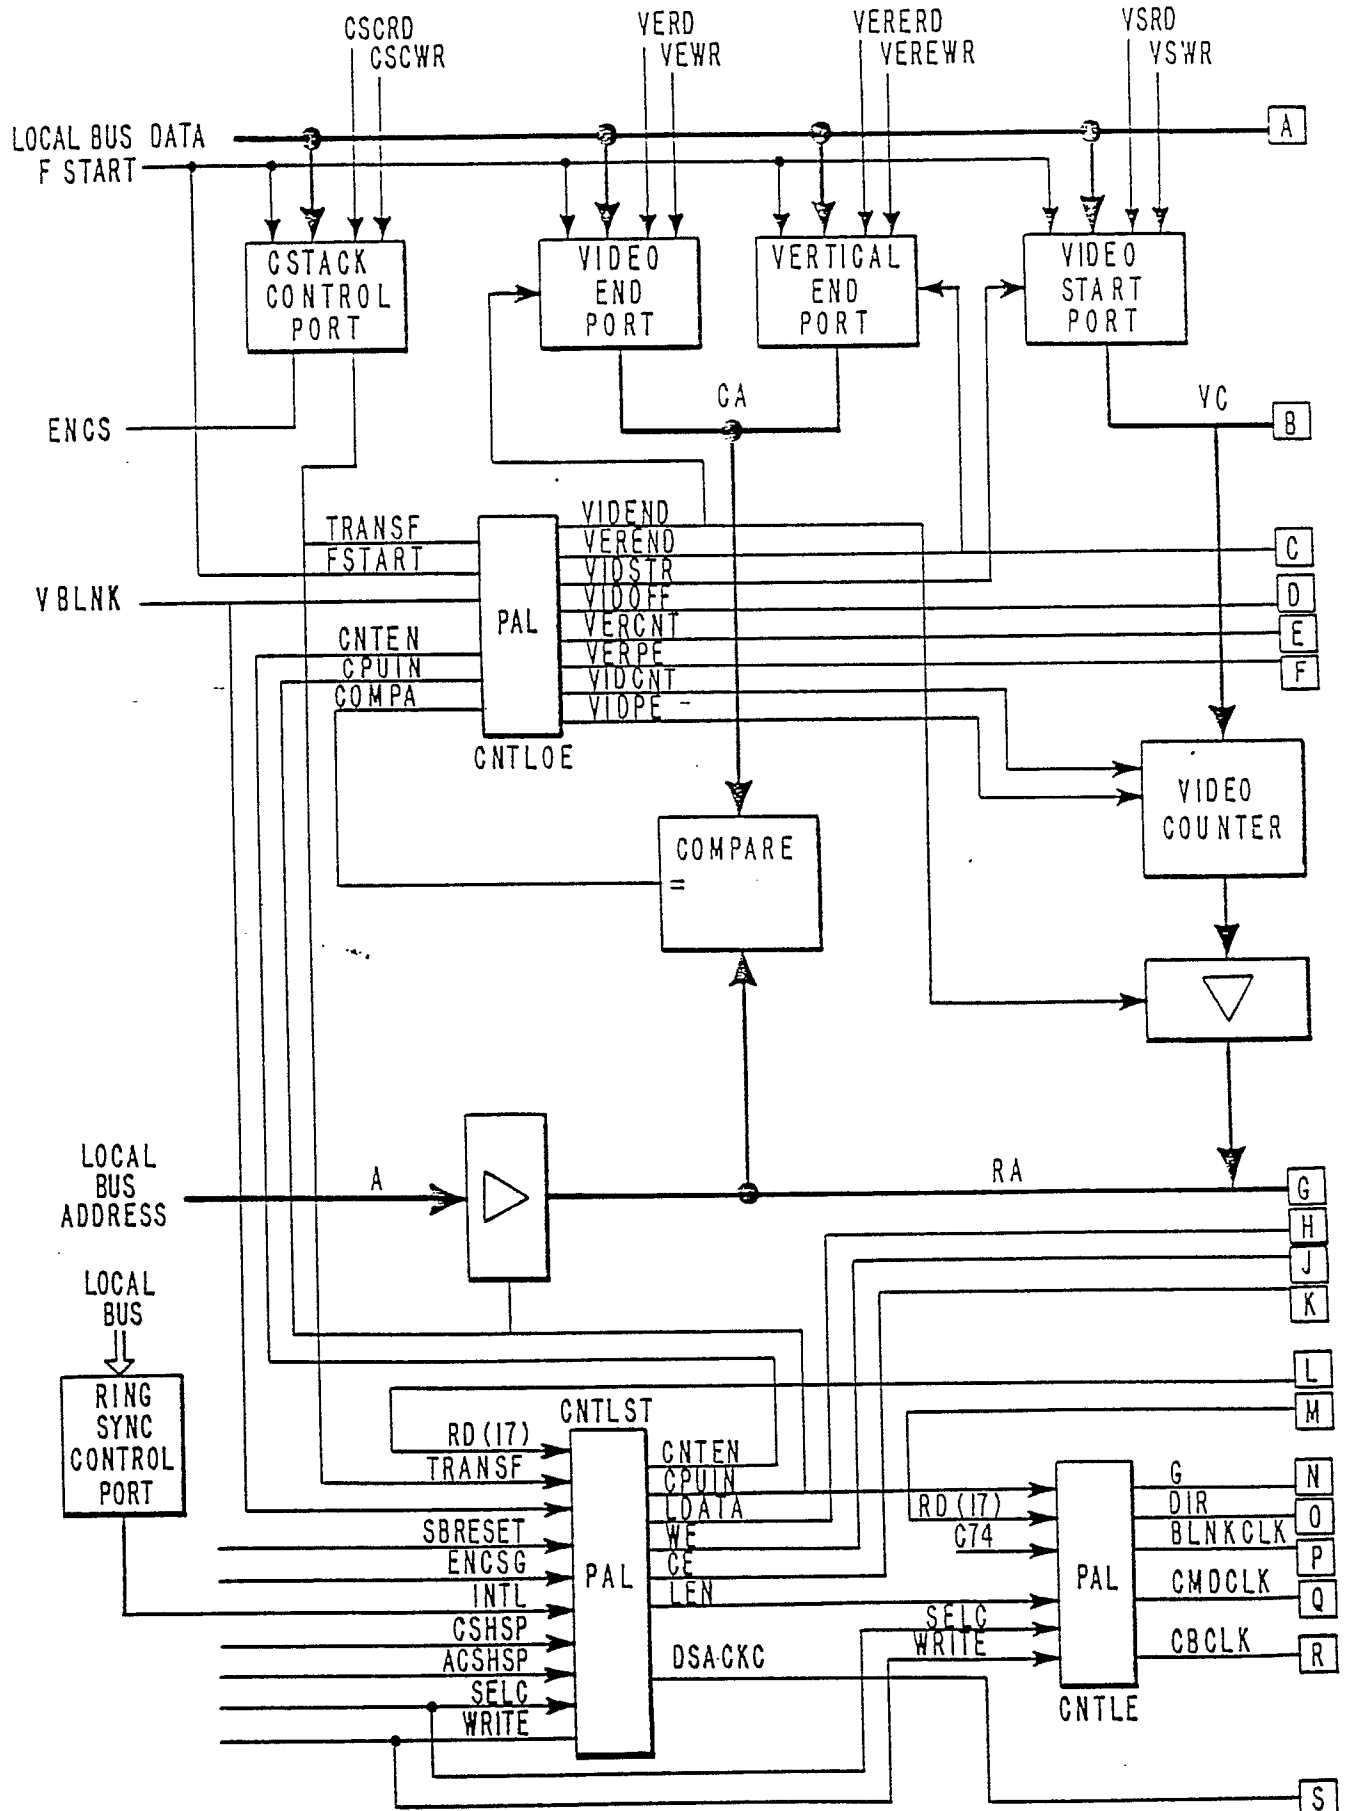 CSCRD
CSCWR
VERD
VEWR
VERERD
VEREWR
VSRD
VSWR
LOCAL BUS DATA
A
F START
CSTACK
CONTROL
PORT
VIDEO
END
PORT
VERTICAL
END
PORT
VIDEO
START
PORT
CA
VC
B
ENCS
TRANSF
FSTART
VBLNK
CNTEN
CPUIN
COMPA
PAL
CNTLOE
VIDEND
VEREND
VIDSTR
VIDOFF
VERCNT
VERPE
VIDCNT
VIDPE
C
D
E
F
VIDEO
COUNTER
COMPARE
=
LOCAL
BUS
ADDRESS
A
RA
G
H
J
K
LOCAL
BUS
RING
SYNC
CONTROL
PORT
L
M
CNTLST
RD(17)
TRANSF
SBRESET
ENCSG
INTL
CSHSP
ACSHSP
SELC
WRITE
PAL
CNTEN
CPUIN
LDATA
WE
CE
LEN
DSACKC
RD(17)
C74
SELC
WRITE
PAL
CNTLE
G
DIR
BLNKCLK
CMDCLK
CBCLK
N
O
P
Q
R
S